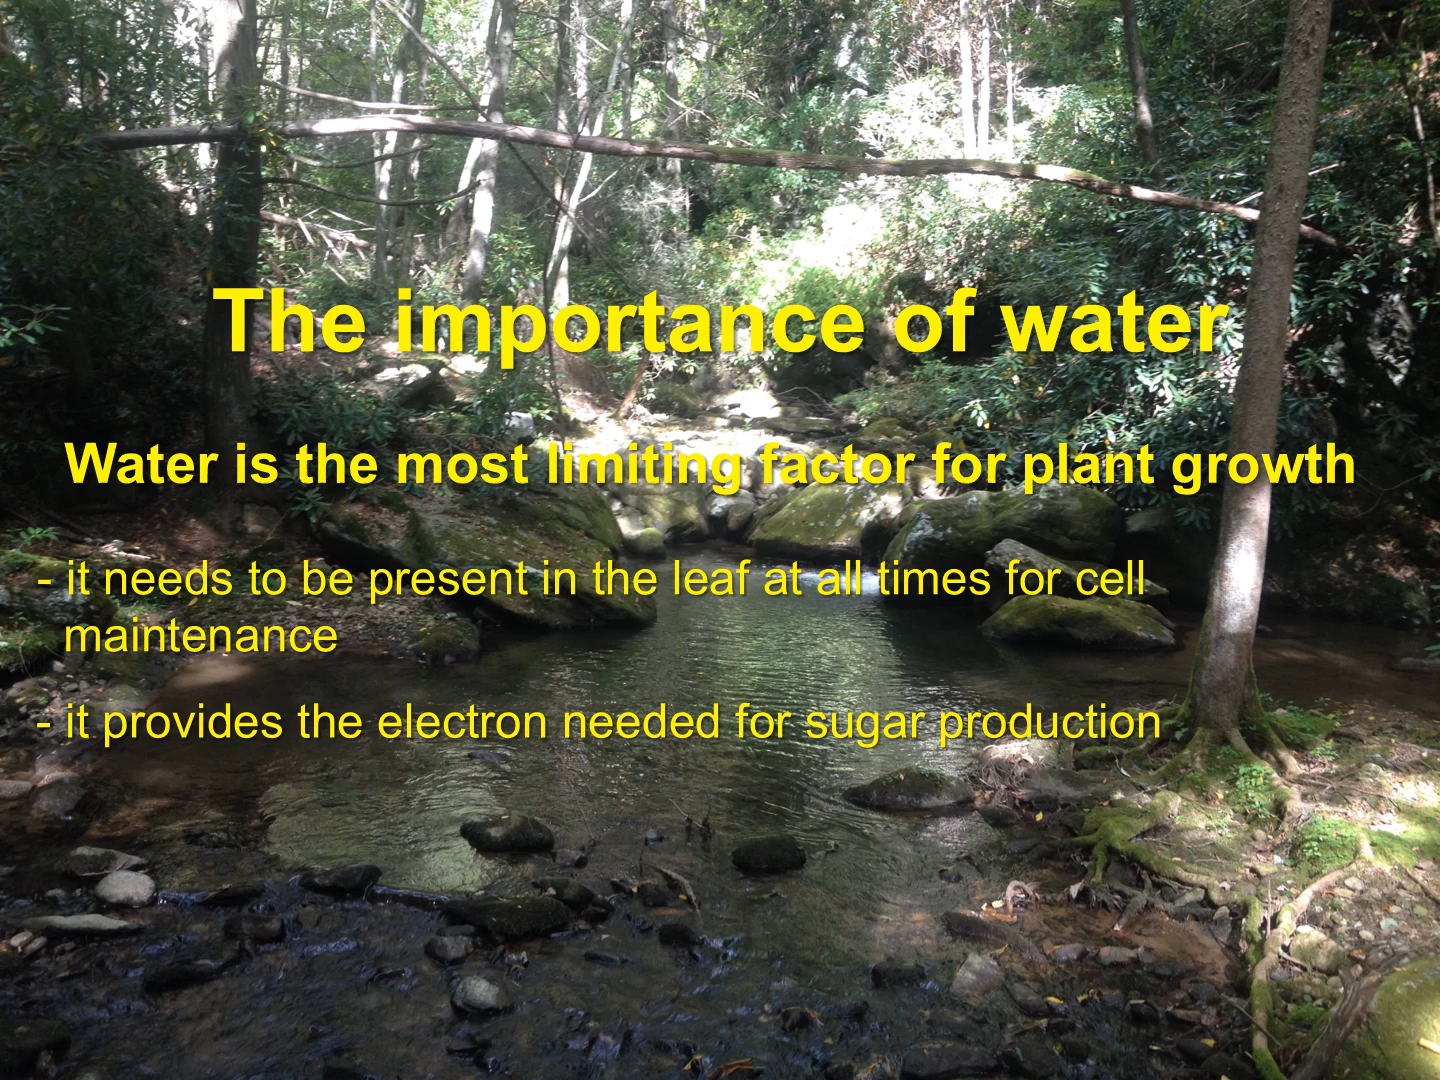 The importance of water
Water is the most limiting factor for plant growth
- it needs to be present in the leaf at all times for cell
maintenance
- it provides the electron needed for sugar production